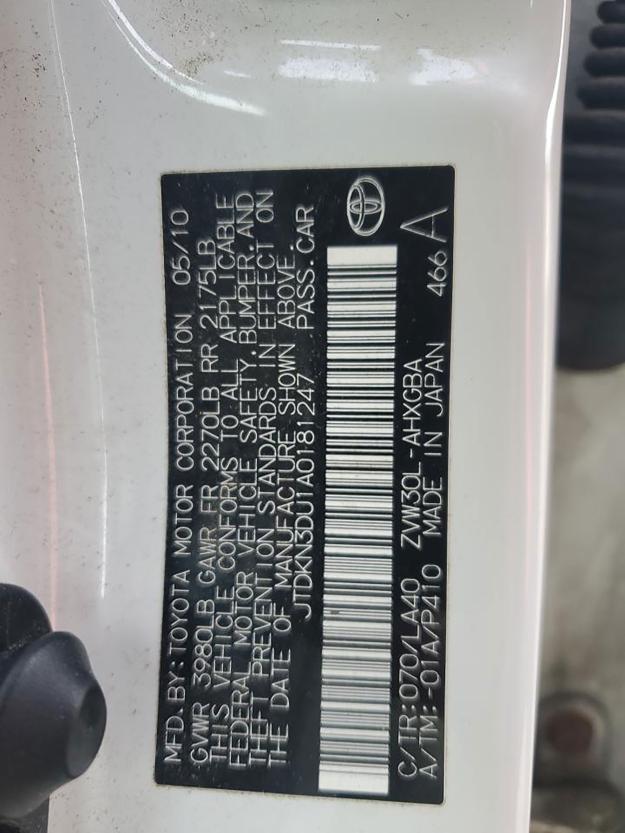 MFD. BY: TOYOTA MOTOR CORPORATION 05/10
GVWR 3980LB GAWR FR 2270LB RR 2175LB
THIS VEHICLE CONFORMS TO ALL APPLICABLE
FEDERAL MOTOR VEHICLE SAFETY, BUMPER, AND
THEFT PREVENTION STANDARDS IN EFFECT ON
THE DATE OF MANUFACTURE SHOWN ABOVE.
JTDKN3DU1A0181247 PASS. CAR
C/TR: 070/LA40 ZVW30L-AHXGBA
A/TM: -01A/P410 MADE IN JAPAN 466 A